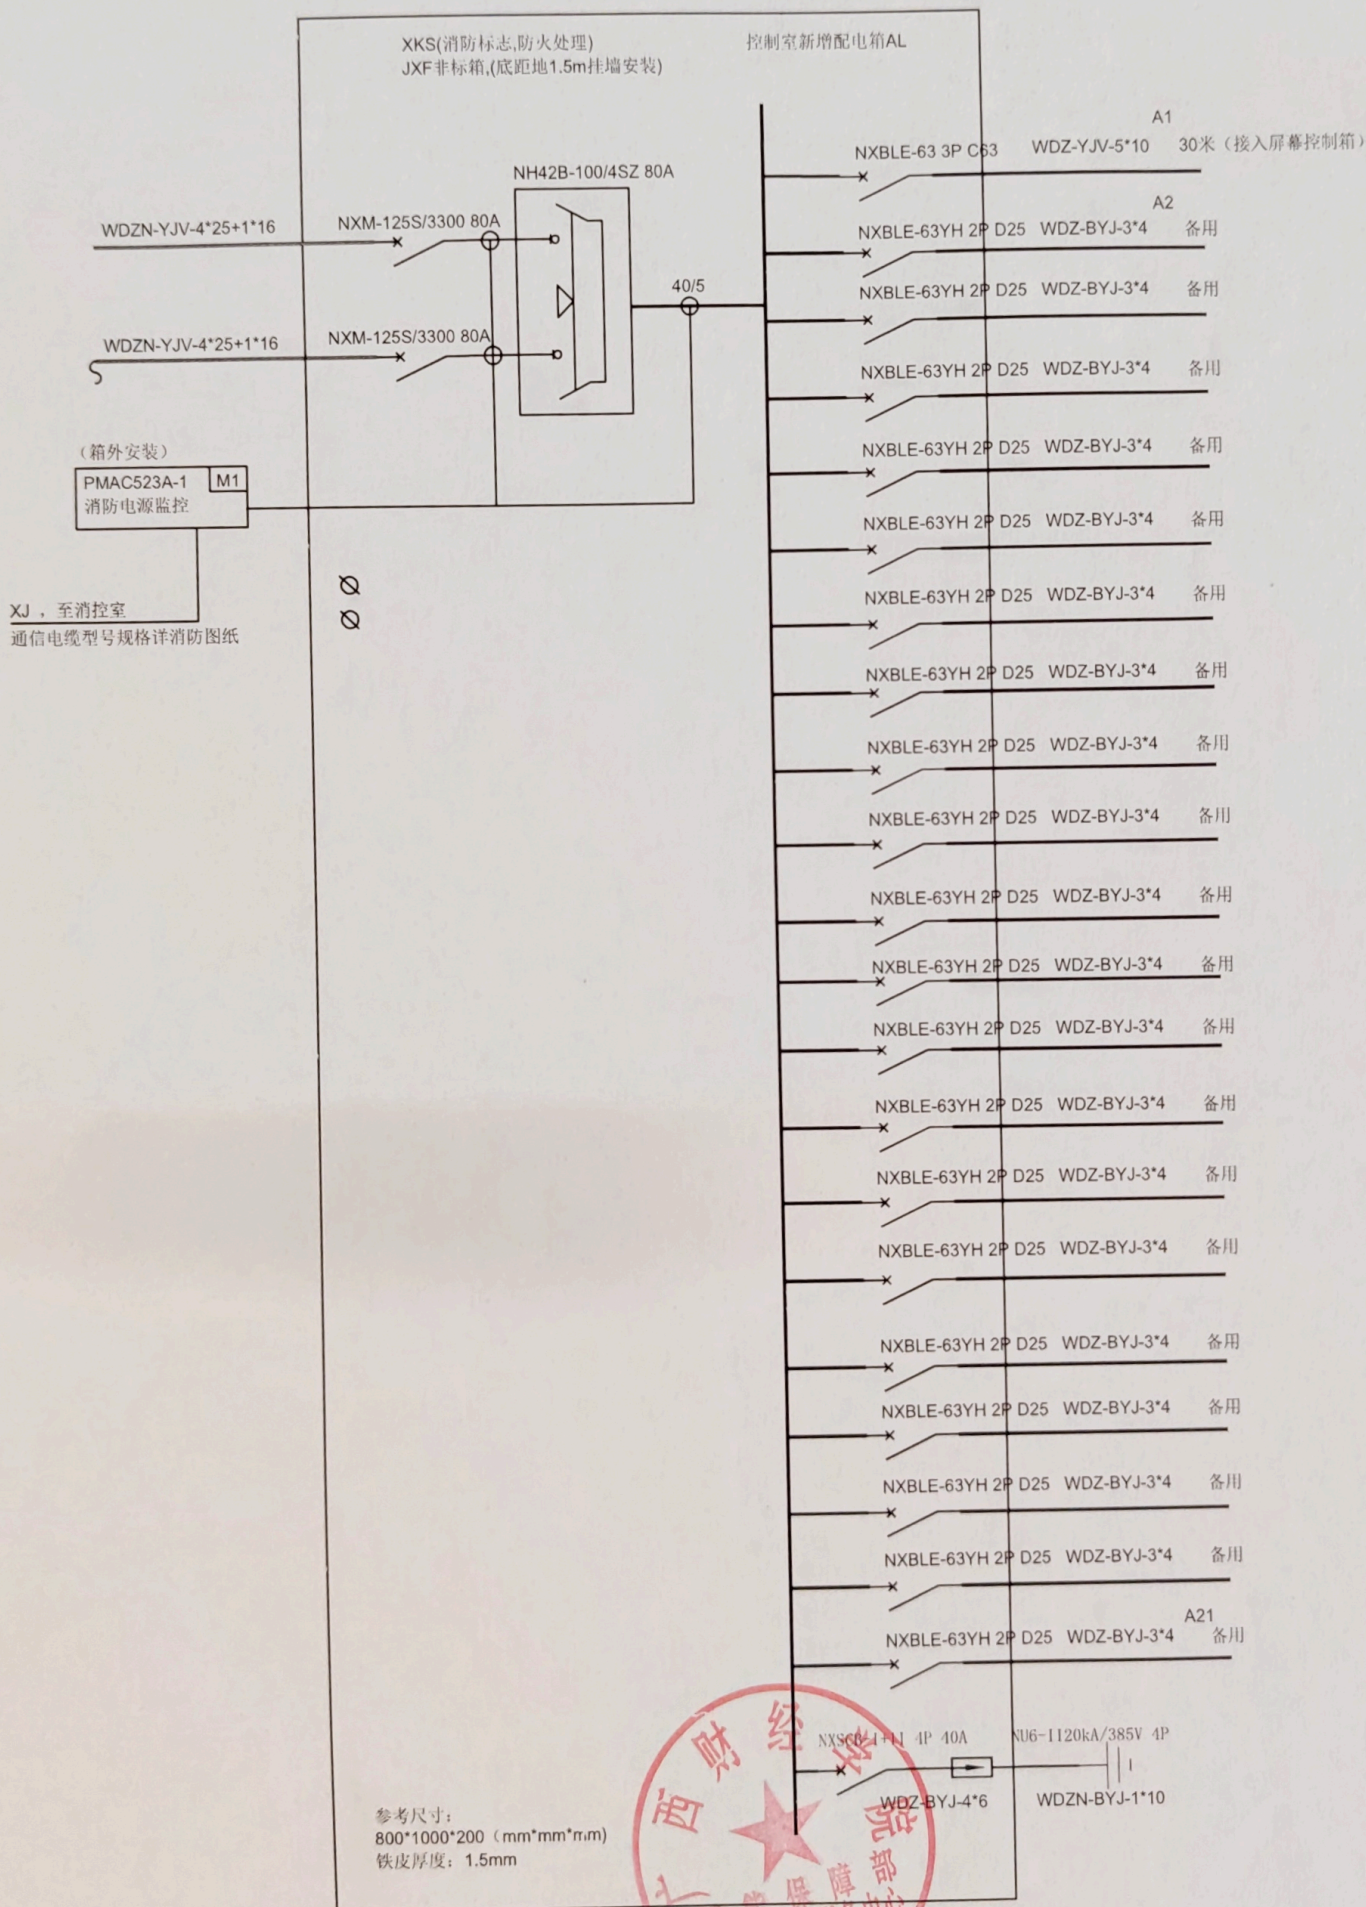 XKS(消防标志,防火处理)
JXF非标箱,(底距地1.5m挂墙安装)
控制室新增配电箱AL
A1
NXBLE-63 3P C63 WDZ-YJV-5*10 30米（接入屏幕控制箱）
NH42B-100/4SZ 80A
WDZN-YJV-4*25+1*16 NXM-125S/3300 80A
A2
NXBLE-63YH 2P D25 WDZ-BYJ-3*4 备用
40/5
NXBLE-63YH 2P D25 WDZ-BYJ-3*4 备用
WDZN-YJV-4*25+1*16 NXM-125S/3300 80A
NXBLE-63YH 2P D25 WDZ-BYJ-3*4 备用
（箱外安装）
PMAC523A-1 M1
消防电源监控
NXBLE-63YH 2P D25 WDZ-BYJ-3*4 备用
NXBLE-63YH 2P D25 WDZ-BYJ-3*4 备用
XJ ，至消控室
通信电缆型号规格详消防图纸
NXBLE-63YH 2P D25 WDZ-BYJ-3*4 备用
NXBLE-63YH 2P D25 WDZ-BYJ-3*4 备用
NXBLE-63YH 2P D25 WDZ-BYJ-3*4 备用
NXBLE-63YH 2P D25 WDZ-BYJ-3*4 备用
NXBLE-63YH 2P D25 WDZ-BYJ-3*4 备用
NXBLE-63YH 2P D25 WDZ-BYJ-3*4 备用
NXBLE-63YH 2P D25 WDZ-BYJ-3*4 备用
NXBLE-63YH 2P D25 WDZ-BYJ-3*4 备用
NXBLE-63YH 2P D25 WDZ-BYJ-3*4 备用
NXBLE-63YH 2P D25 WDZ-BYJ-3*4 备用
NXBLE-63YH 2P D25 WDZ-BYJ-3*4 备用
NXBLE-63YH 2P D25 WDZ-BYJ-3*4 备用
NXBLE-63YH 2P D25 WDZ-BYJ-3*4 备用
NXBLE-63YH 2P D25 WDZ-BYJ-3*4 备用
A21
NXBLE-63YH 2P D25 WDZ-BYJ-3*4 备用
4P 40A NU6-II20kA/385V 4P
WDZ-BYJ-4*6 WDZN-BYJ-1*10
参考尺寸：
800*1000*200（mm*mm*mm)
铁皮厚度：1.5mm
广西财经学院
保障部